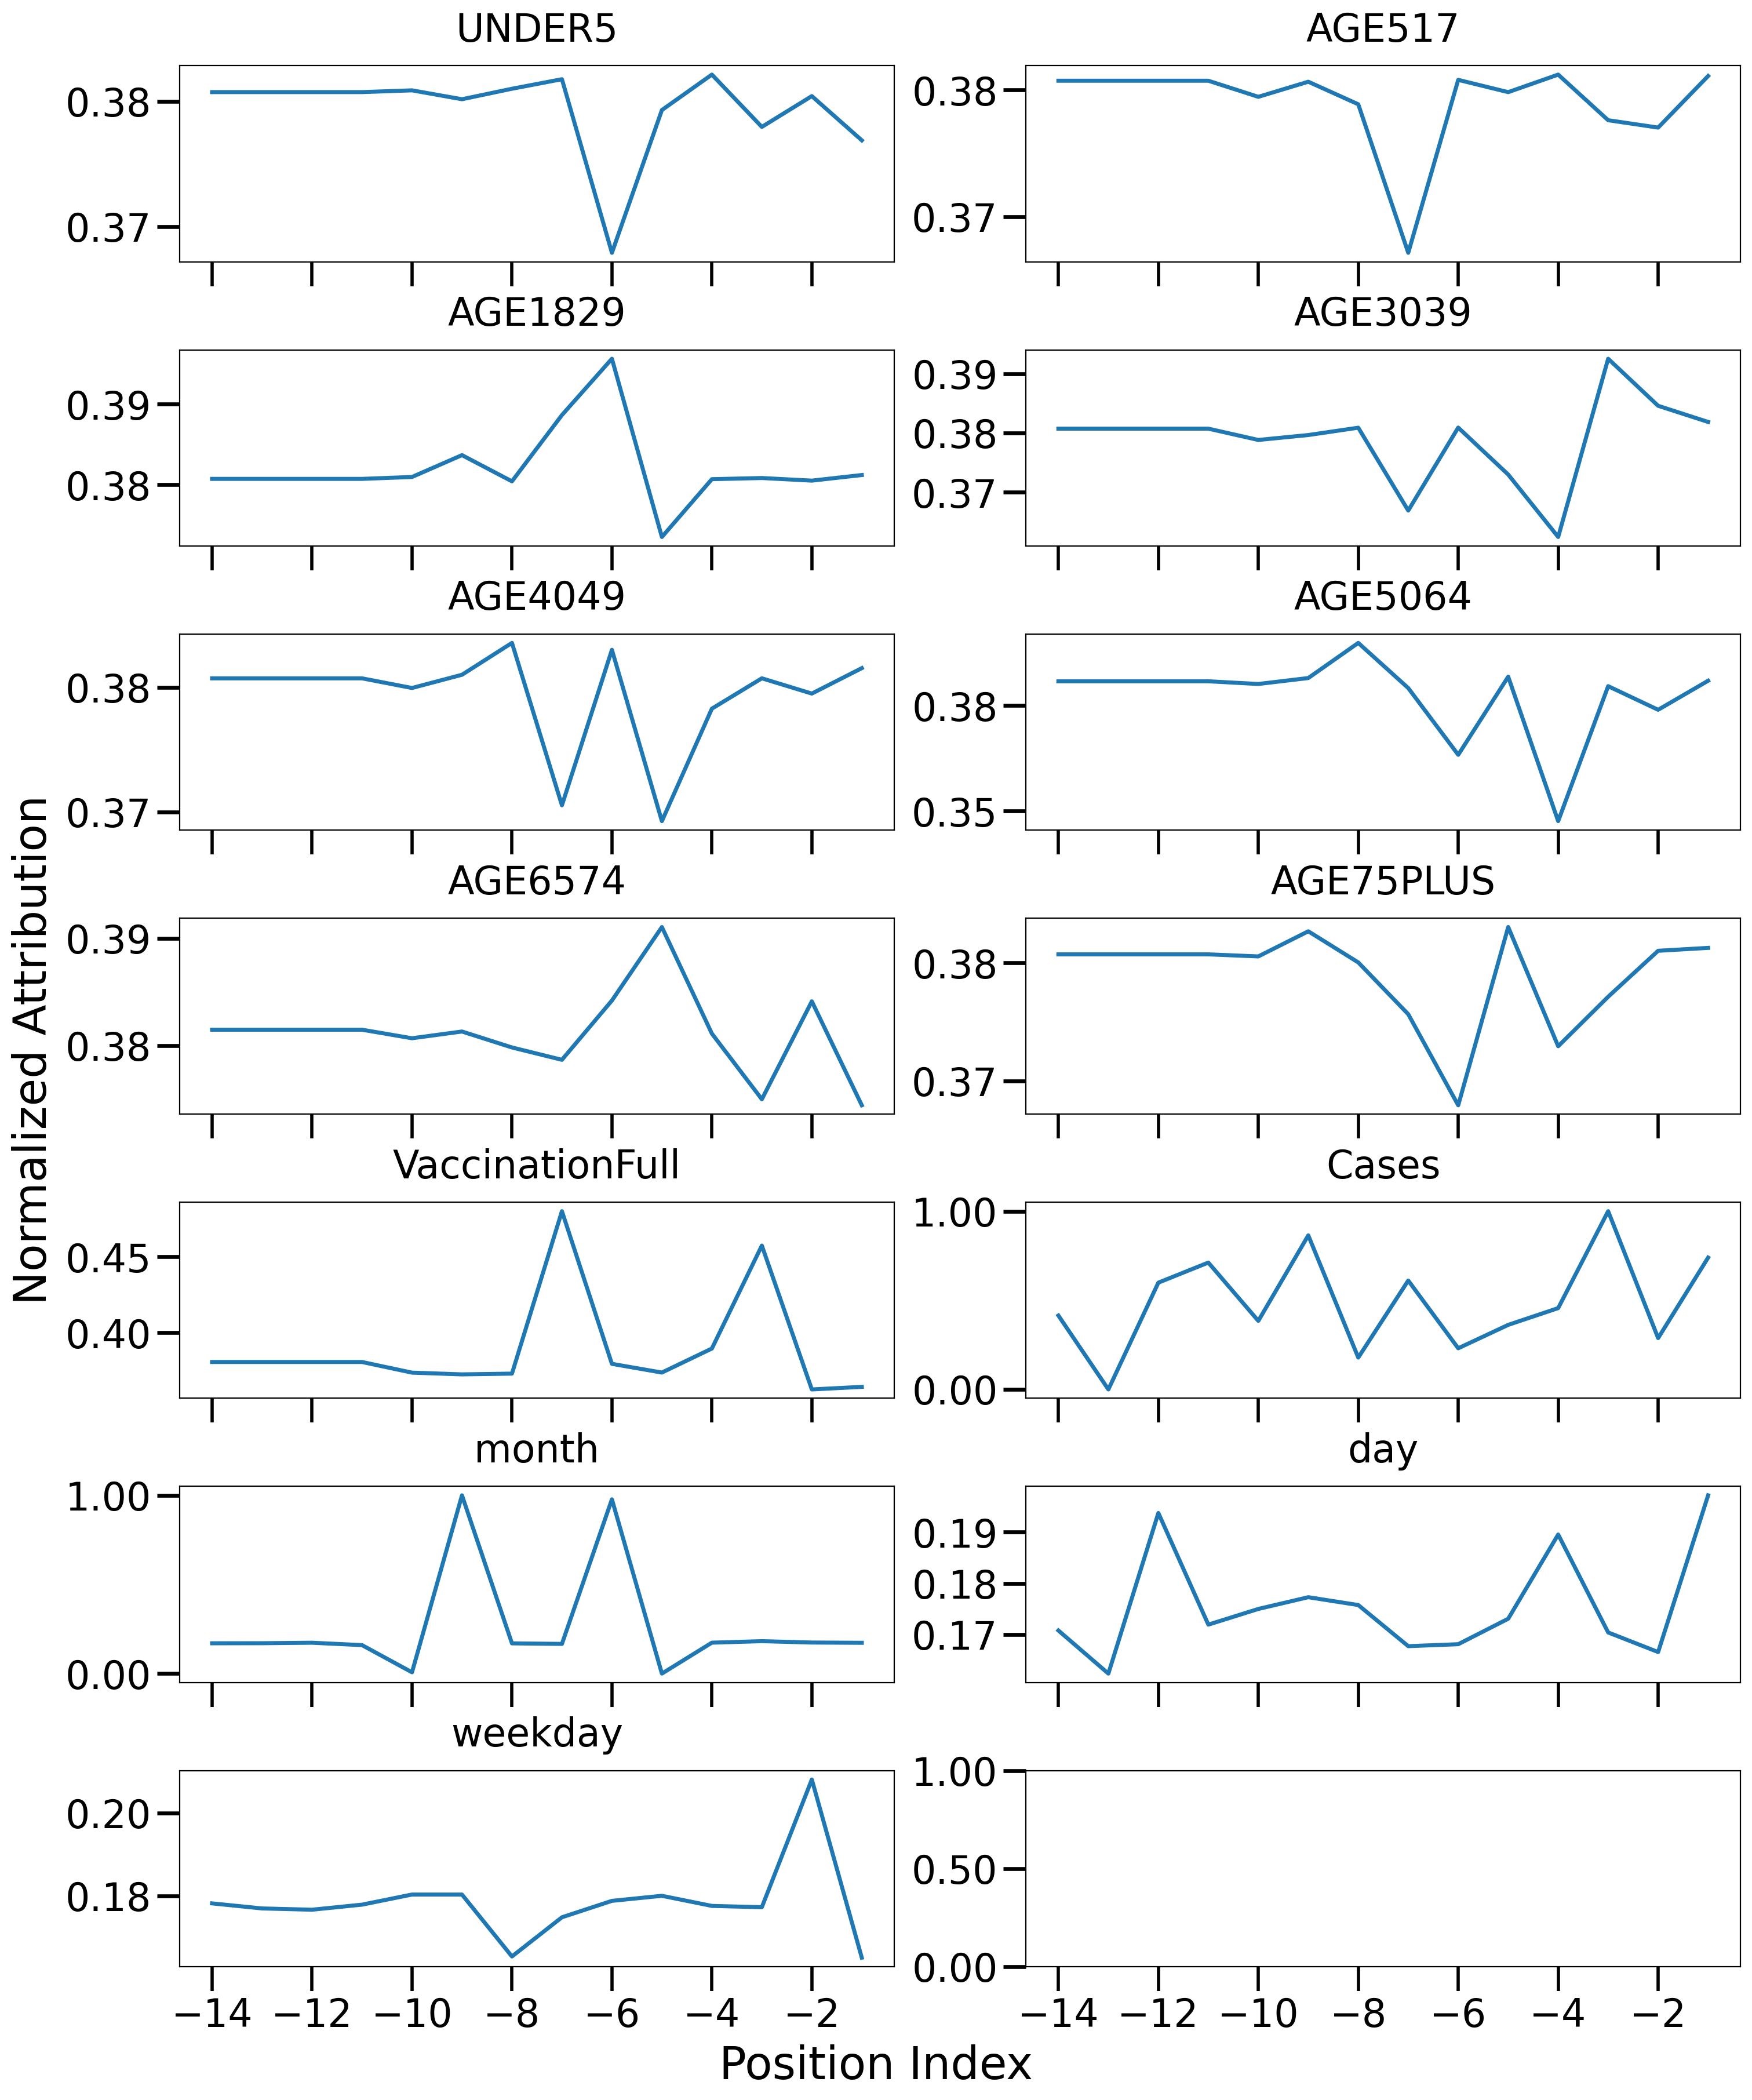 UNDER5
0.38
0.37
AGE517
0.38
0.37
AGE1829
0.39
0.38
AGE3039
0.39
0.38
0.37
AGE4049
0.38
0.37
AGE5064
0.38
0.35
AGE6574
0.39
0.38
AGE75PLUS
0.38
0.37
VaccinationFull
0.45
0.40
Cases
1.00
0.00
month
1.00
0.00
day
0.19
0.18
0.17
weekday
0.20
0.18
−14 −12 −10 −8 −6 −4 −2
1.00
0.50
0.00
−14 −12 −10 −8 −6 −4 −2
Normalized Attribution
Position Index